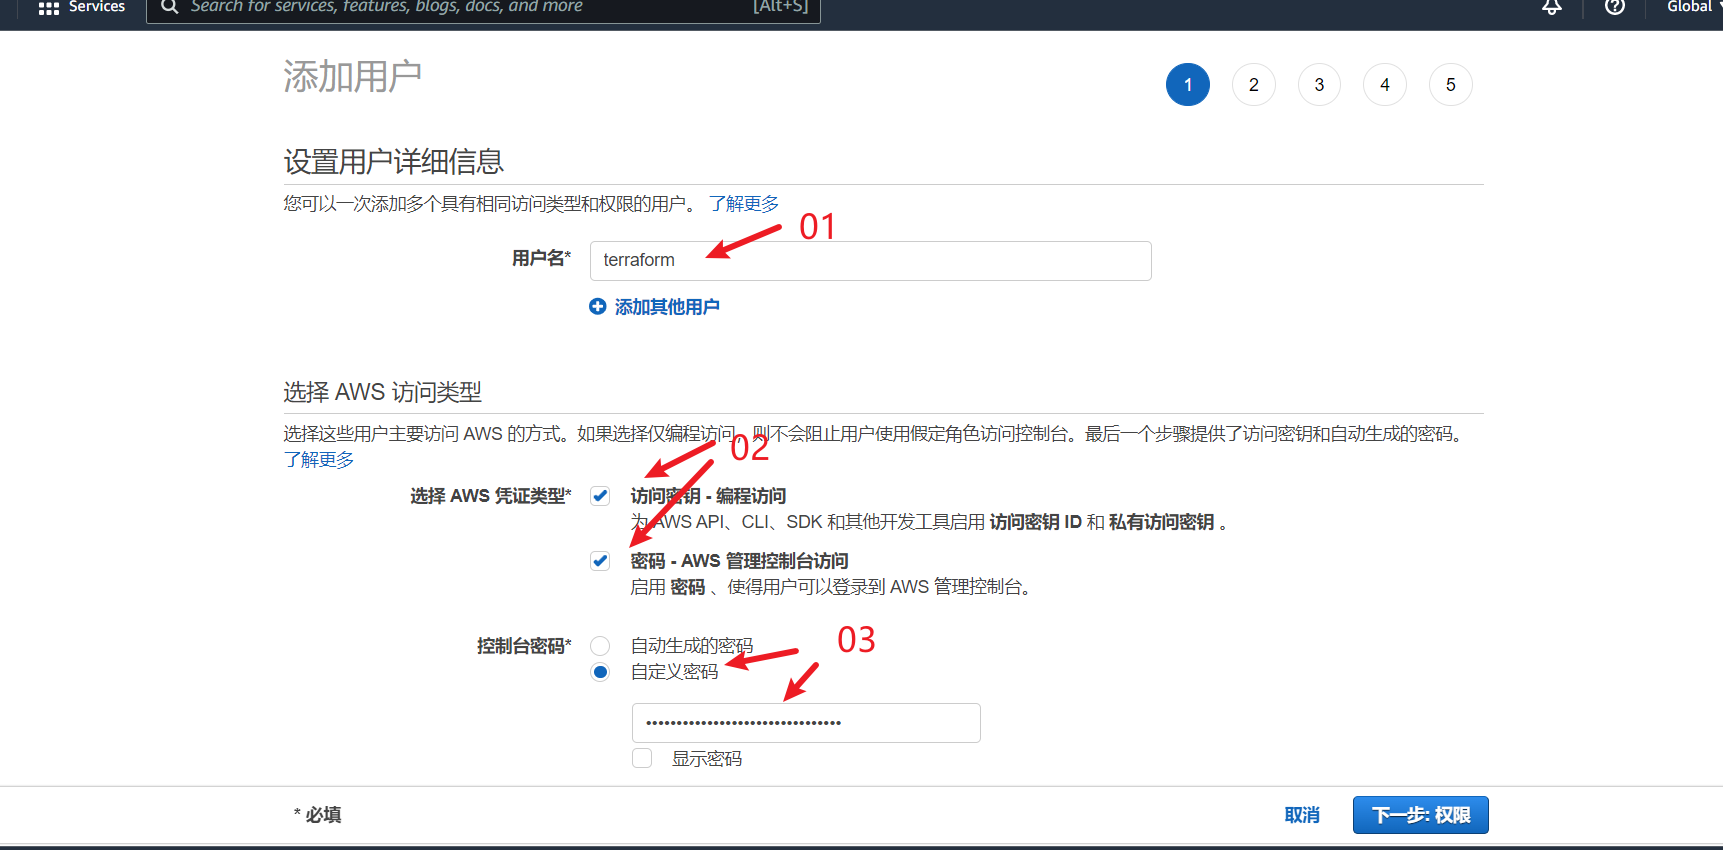 Services
Search for services, features, blogs, docs, and more
[Alt+S]
Global
添加用户
1 2 3 4 5
设置用户详细信息
您可以一次添加多个具有相同访问类型和权限的用户。 了解更多
01
用户名* terraform
添加其他用户
选择 AWS 访问类型
选择这些用户主要访问 AWS 的方式。如果选择仅编程访问，则不会阻止用户使用假定角色访问控制台。最后一个步骤提供了访问密钥和自动生成的密码。
了解更多
02
选择 AWS 凭证类型* 访问密钥 - 编程访问
为 AWS API、CLI、SDK 和其他开发工具启用 访问密钥 ID 和 私有访问密钥 。
密码 - AWS 管理控制台访问
启用 密码 、使得用户可以登录到 AWS 管理控制台。
控制台密码* 自动生成的密码
03
自定义密码
••••••••••••••••••••••••••••••••
显示密码
* 必填
取消
下一步: 权限